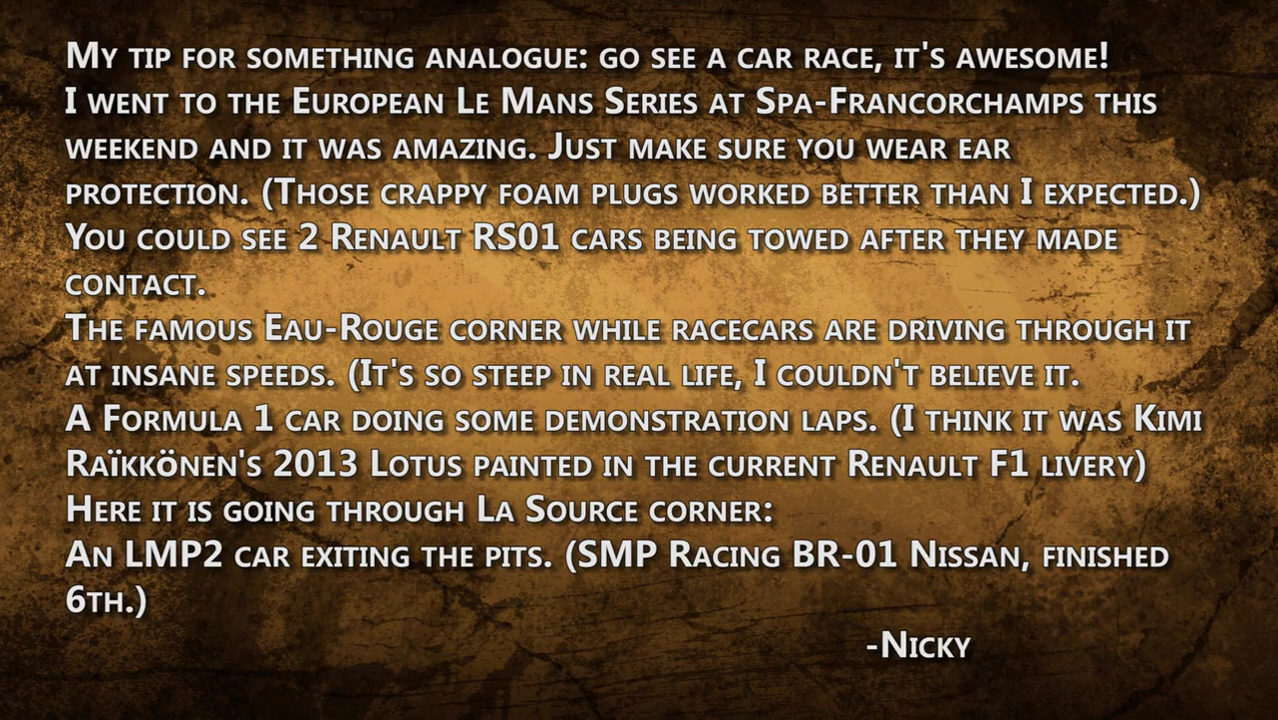 My tip for something analogue: go see a car race, it's awesome!
I went to the European Le Mans Series at Spa-Francorchamps this
weekend and it was amazing. Just make sure you wear ear
protection. (Those crappy foam plugs worked better than I expected.)
You could see 2 Renault RS01 cars being towed after they made
contact.
The famous Eau-Rouge corner while racecars are driving through it
at insane speeds. (It's so steep in real life, I couldn't believe it.
A Formula 1 car doing some demonstration laps. (I think it was Kimi
Raïkkönen's 2013 Lotus painted in the current Renault F1 livery)
Here it is going through La Source corner:
An LMP2 car exiting the pits. (SMP Racing BR-01 Nissan, finished
6th.)
-Nicky